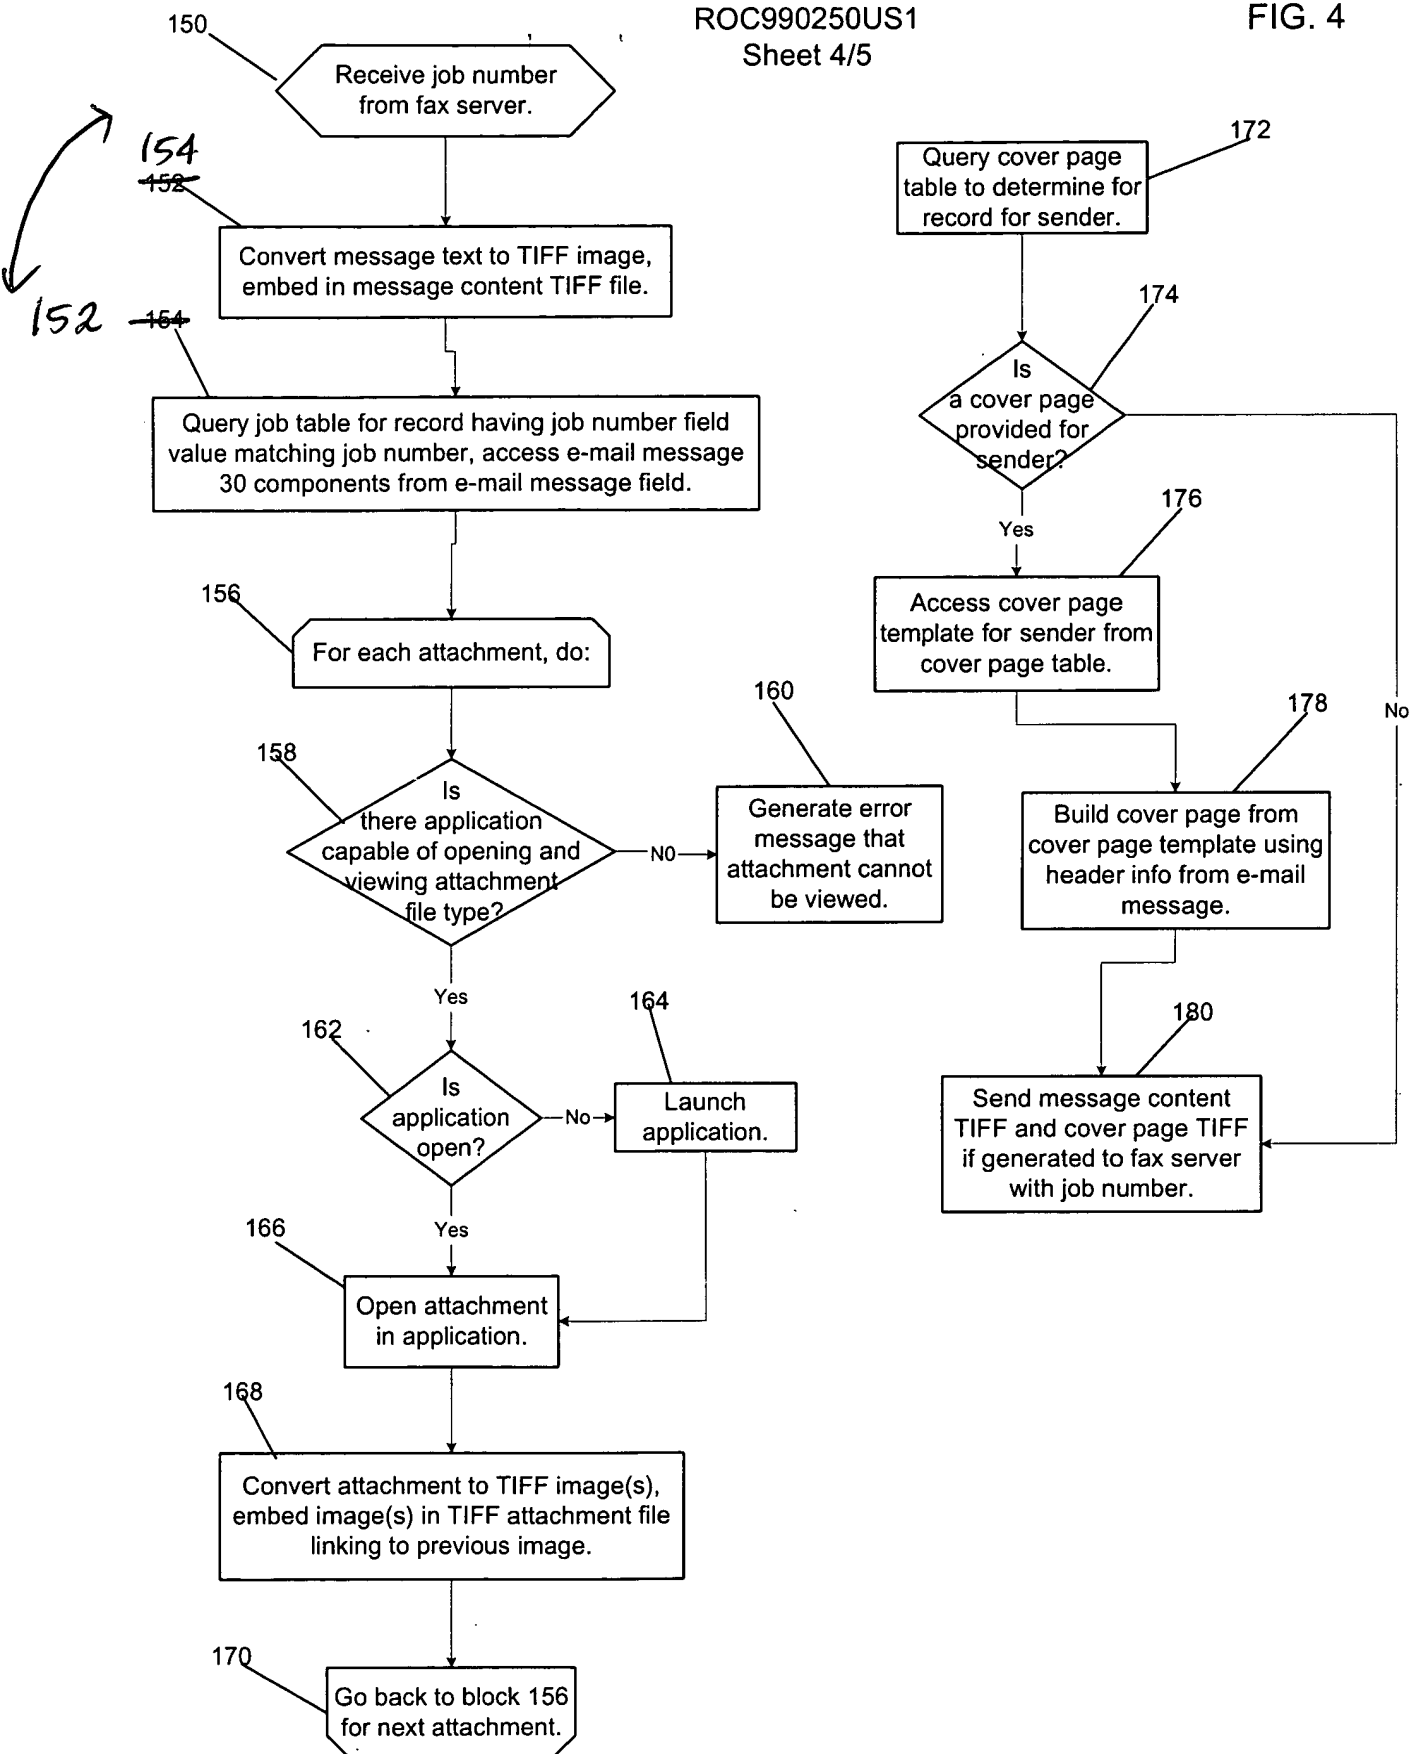 ROC990250US1
Sheet 4/5
FIG. 4
150
Receive job number
from fax server.
154
152
Convert message text to TIFF image,
embed in message content TIFF file.
152
154
Query job table for record having job number field
value matching job number, access e-mail message
30 components from e-mail message field.
156
For each attachment, do:
158
Is
there application
capable of opening and
viewing attachment
file type?
N0
160
Generate error
message that
attachment cannot
be viewed.
Yes
162
Is
application
open?
No
164
Launch
application.
Yes
166
Open attachment
in application.
168
Convert attachment to TIFF image(s),
embed image(s) in TIFF attachment file
linking to previous image.
170
Go back to block 156
for next attachment.
172
Query cover page
table to determine for
record for sender.
174
Is
a cover page
provided for
sender?
Yes
No
176
Access cover page
template for sender from
cover page table.
178
Build cover page from
cover page template using
header info from e-mail
message.
180
Send message content
TIFF and cover page TIFF
if generated to fax server
with job number.